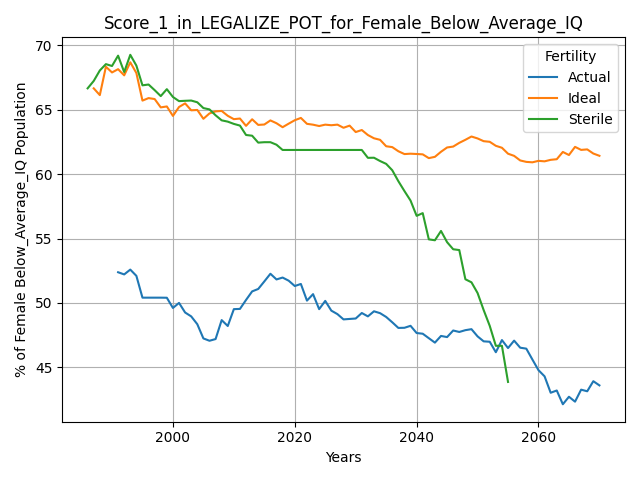 Score_1_in_LEGALIZE_POT_for_Female_Below_Average_IQ
% of Female Below_Average_IQ Population
70
65
60
55
50
45
Fertility
Actual
Ideal
Sterile
2000
2020
2040
2060
Years